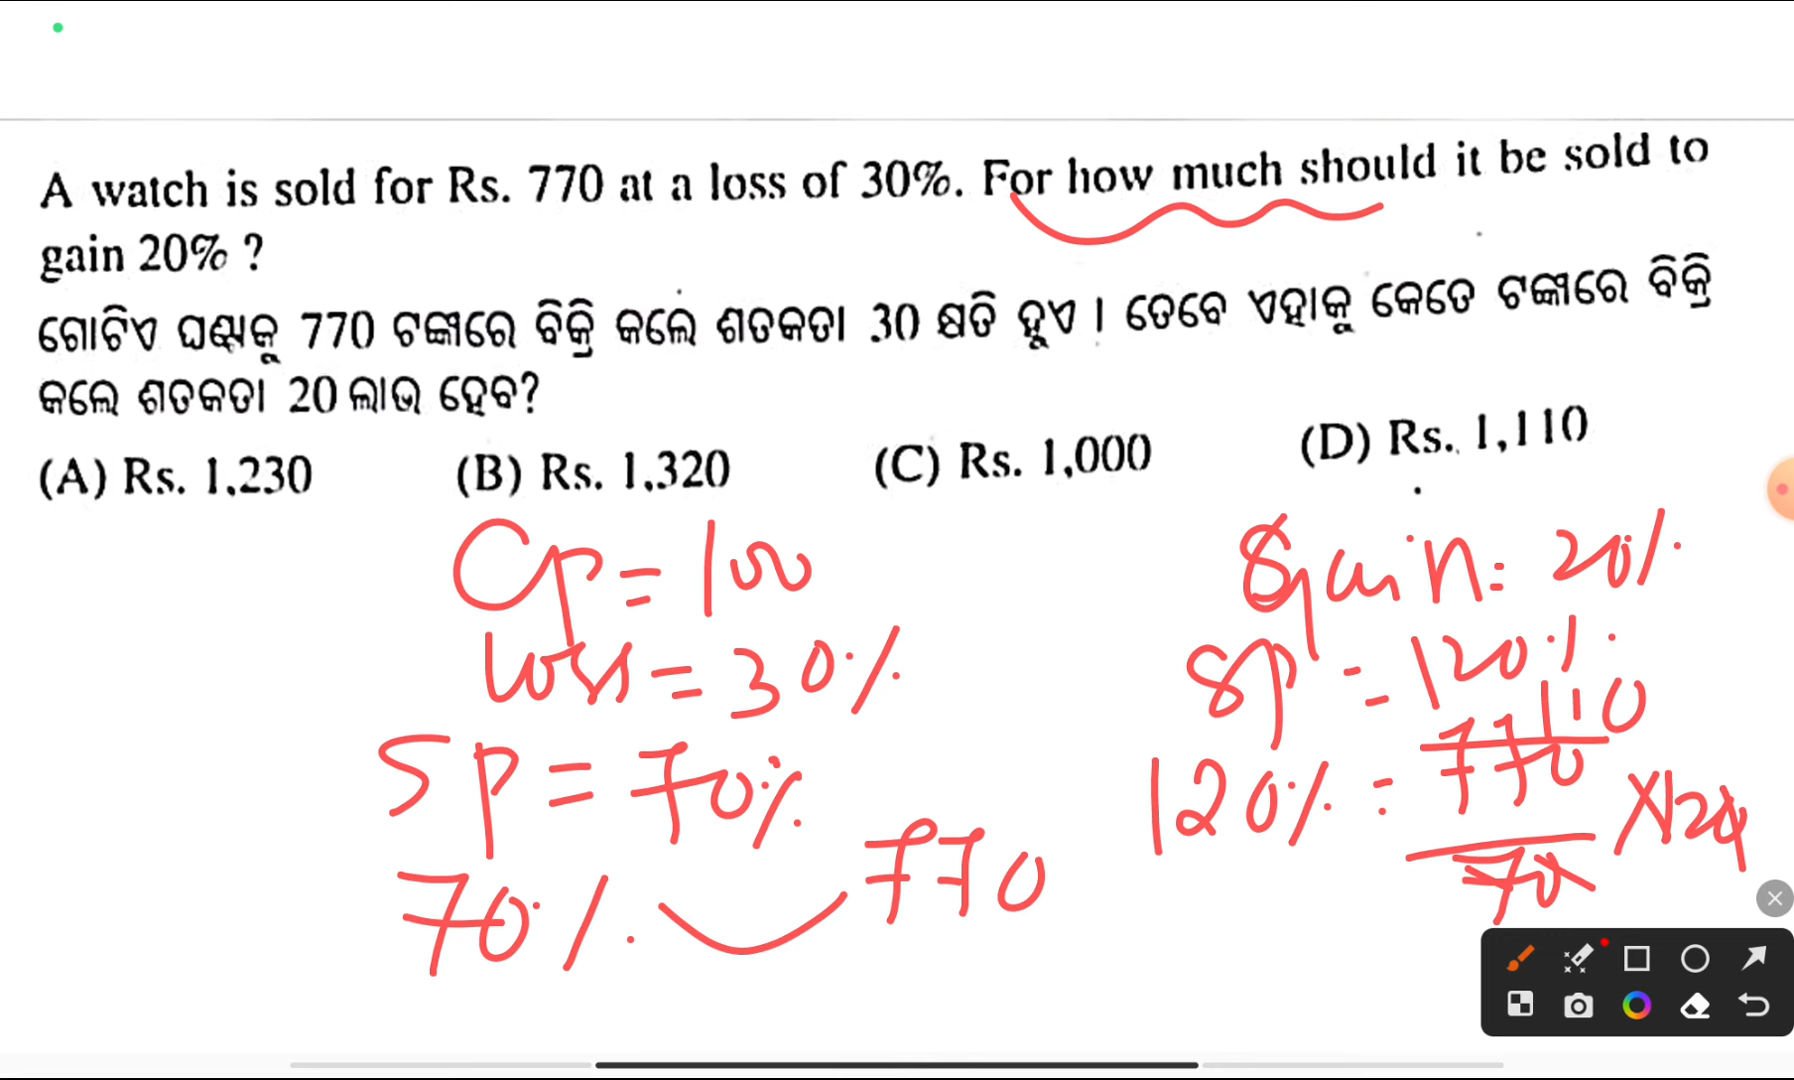 A watch is sold for Rs. 770 at a loss of 30%. For how much should it be sold to
gain 20% ?
ଗୋଟିଏ ଘଣ୍ଟାକୁ 770 ଟଙ୍କାରେ ବିକ୍ରି କଲେ ଶତକଡା 30 କ୍ଷତି ହୁଏ । ତେବେ ଏହାକୁ କେତେ ଟଙ୍କାରେ ବିକ୍ରି
କଲେ ଶତକଡା 20 ଲାଭ ହେବ?
(A) Rs. 1,230 (B) Rs. 1,320 (C) Rs. 1,000 (D) Rs. 1,110
Cp = 100
loss = 30%
SP = 70%
70% 770
gain = 20%
SP = 120%
110
120% = 770
70